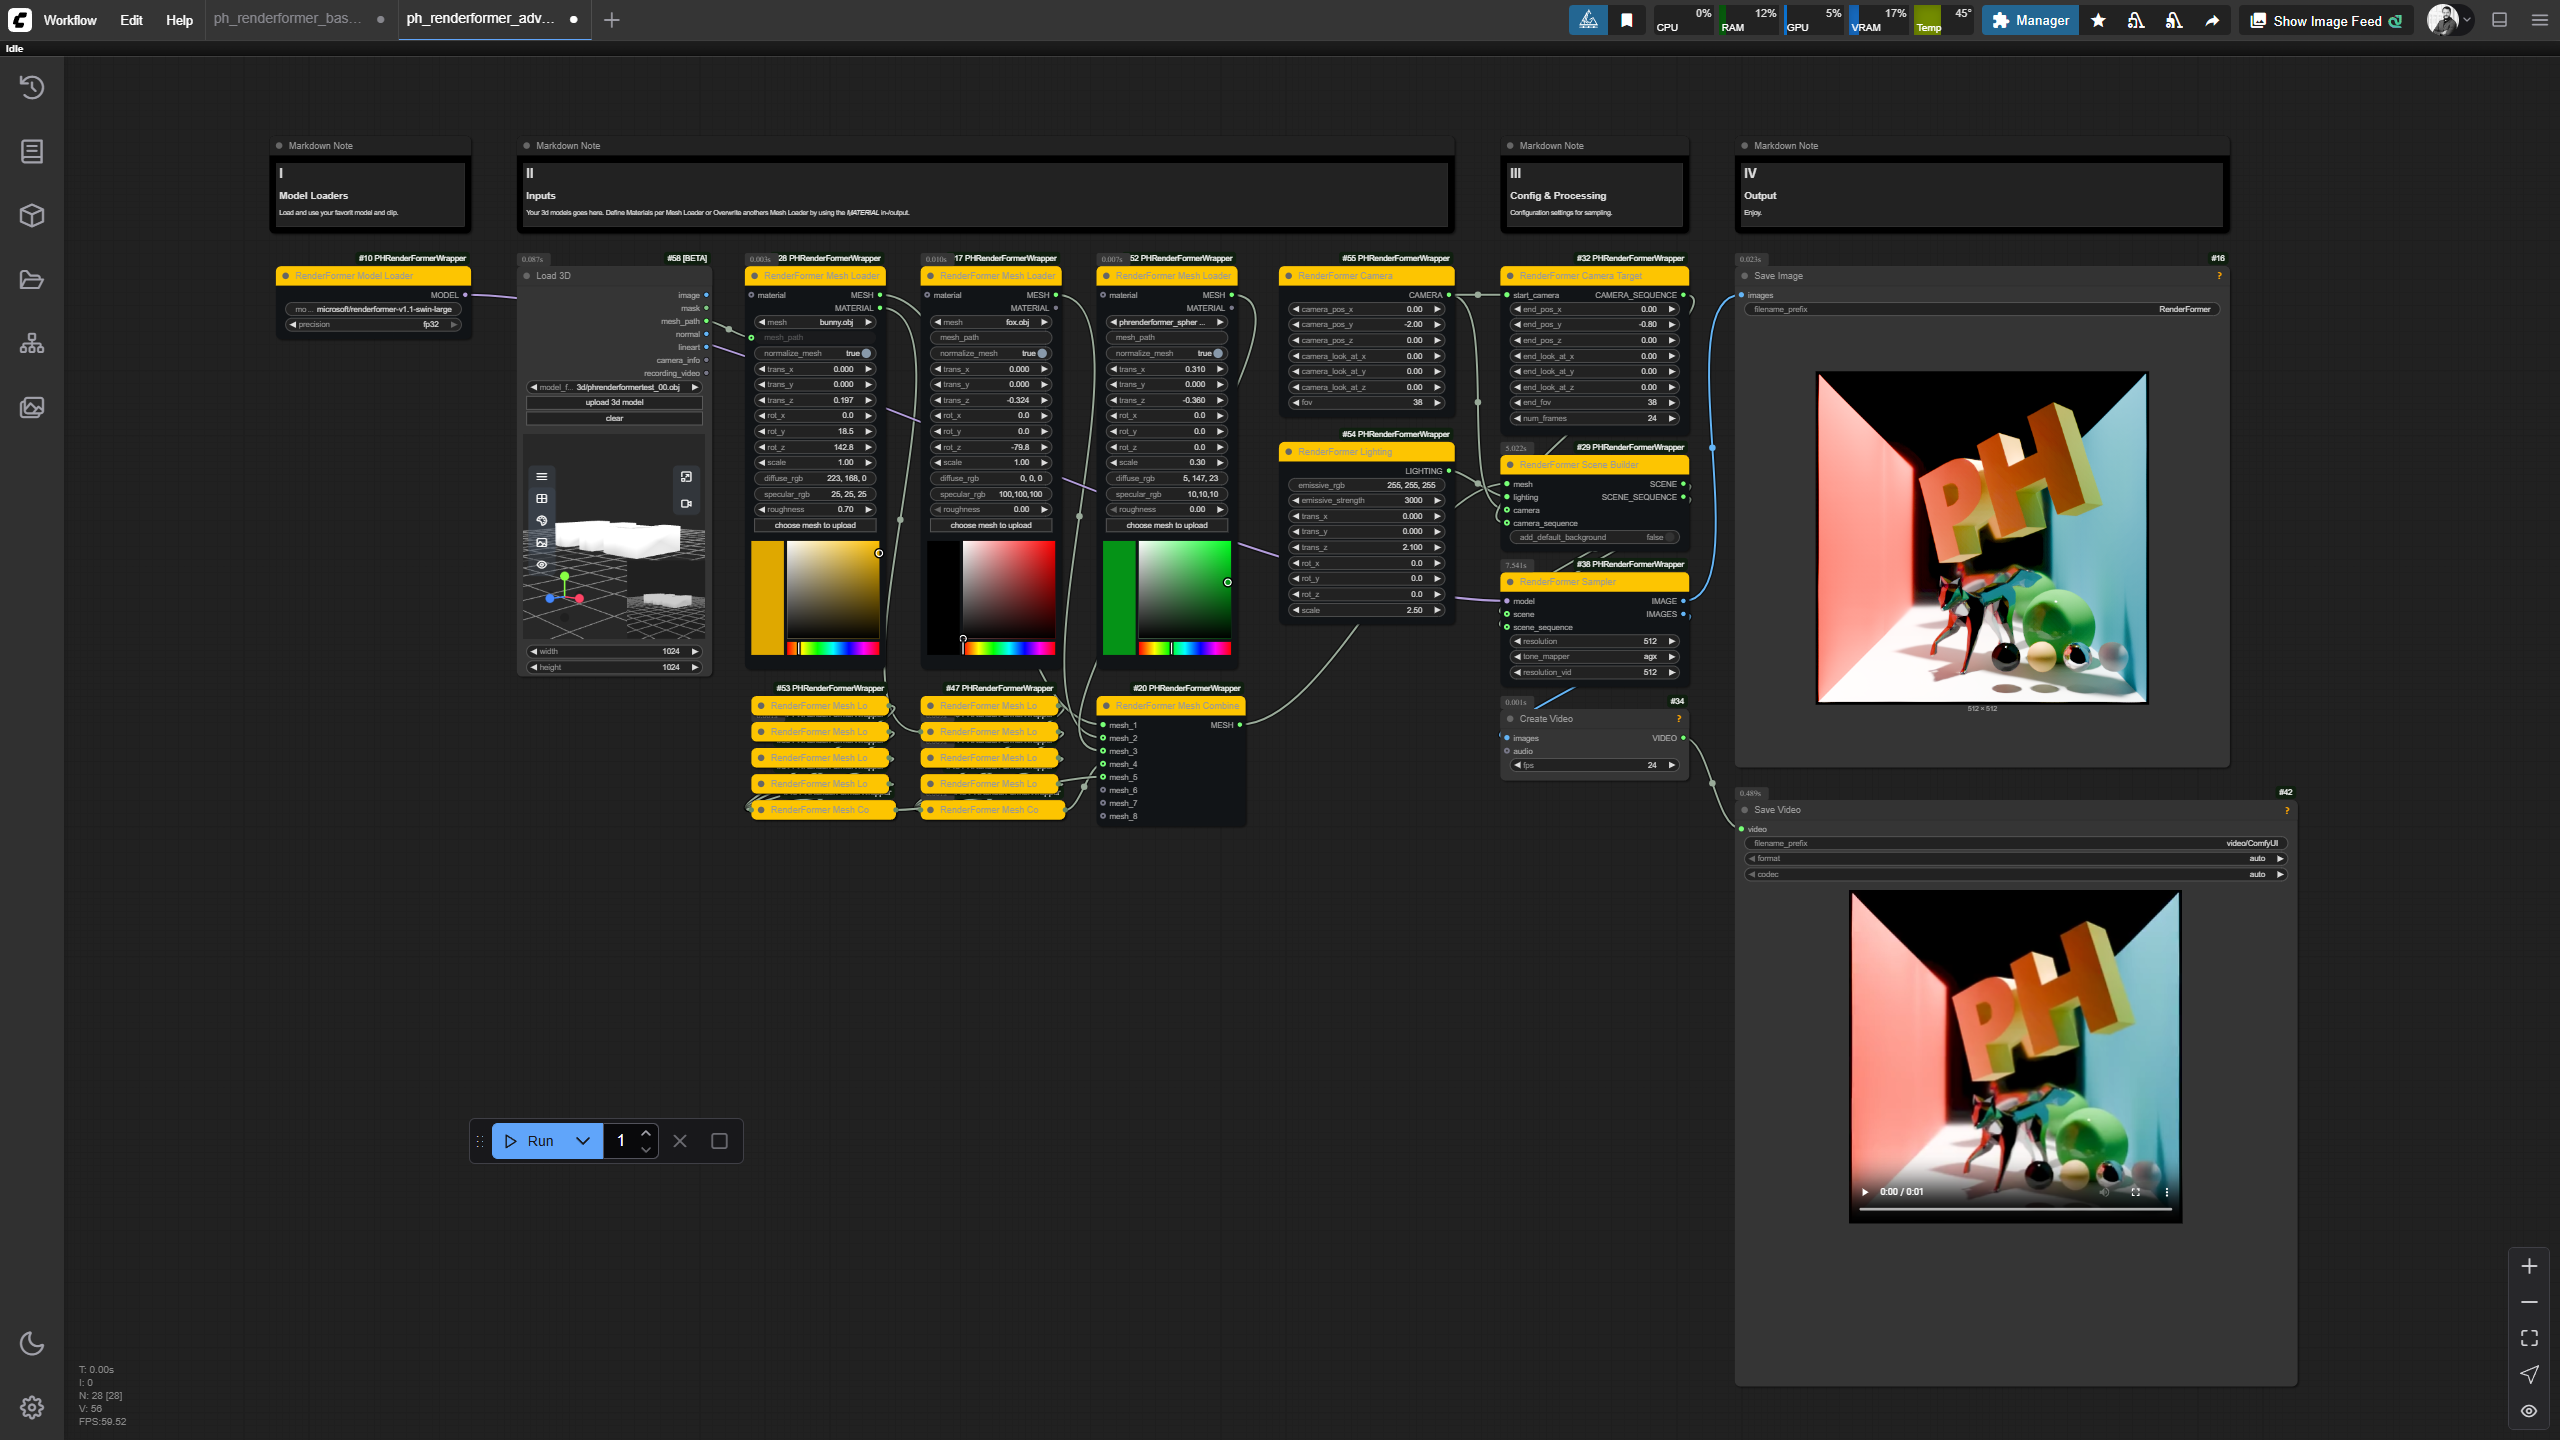 Workflow Edit Help ph_renderformer_bas... ph_renderformer_adv...
CPU 0% RAM 12% GPU 5% VRAM 17% Temp 45° Manager Show Image Feed
Idle
Markdown Note
I
Model Loaders
Load and use your favorit model and clip.
Markdown Note
II
Inputs
Your 3d models goes here. Define Materials per Mesh Loader or Overwrite anothers Mesh Loader by using the MATERIAL in/output.
Markdown Note
III
Config & Processing
Configuration settings for sampling.
Markdown Note
IV
Output
Enjoy.
#10 PHRenderFormerWrapper
RenderFormer Model Loader
MODEL
mo... microsoft/renderformer-v1.1-swin-large
precision fp32
0.087s #58 [BETA]
Load 3D
image
mask
mesh_path
normal
lineart
camera_info
recording_video
model_f... 3d/phrenderformertest_00.obj
upload 3d model
clear
width 1024
height 1024
0.003s 28 PHRenderFormerWrapper
RenderFormer Mesh Loader
material MESH
MATERIAL
mesh bunny.obj
mesh_path
normalize_mesh true
trans_x 0.000
trans_y 0.000
trans_z 0.197
rot_x 0.0
rot_y 18.5
rot_z 142.8
scale 1.00
diffuse_rgb 223, 168, 0
specular_rgb 25, 25, 25
roughness 0.70
choose mesh to upload
0.010s 17 PHRenderFormerWrapper
RenderFormer Mesh Loader
material MESH
MATERIAL
mesh fox.obj
mesh_path
normalize_mesh true
trans_x 0.000
trans_y 0.000
trans_z -0.324
rot_x 0.0
rot_y 0.0
rot_z -79.8
scale 1.00
diffuse_rgb 0, 0, 0
specular_rgb 100,100,100
roughness 0.00
choose mesh to upload
0.007s 52 PHRenderFormerWrapper
RenderFormer Mesh Loader
material MESH
MATERIAL
phrenderformer_spher ...
mesh_path
normalize_mesh true
trans_x 0.310
trans_y 0.000
trans_z -0.360
rot_x 0.0
rot_y 0.0
rot_z 0.0
scale 0.30
diffuse_rgb 5, 147, 23
specular_rgb 10,10,10
roughness 0.00
choose mesh to upload
#53 PHRenderFormerWrapper
RenderFormer Mesh Lo
RenderFormer Mesh Lo
RenderFormer Mesh Lo
RenderFormer Mesh Lo
RenderFormer Mesh Co
#47 PHRenderFormerWrapper
RenderFormer Mesh Lo
RenderFormer Mesh Lo
RenderFormer Mesh Lo
RenderFormer Mesh Lo
RenderFormer Mesh Co
#20 PHRenderFormerWrapper
RenderFormer Mesh Combine
mesh_1 MESH
mesh_2
mesh_3
mesh_4
mesh_5
mesh_6
mesh_7
mesh_8
#55 PHRenderFormerWrapper
RenderFormer Camera
CAMERA
camera_pos_x 0.00
camera_pos_y -2.00
camera_pos_z 0.00
camera_look_at_x 0.00
camera_look_at_y 0.00
camera_look_at_z 0.00
fov 38
#54 PHRenderFormerWrapper
RenderFormer Lighting
LIGHTING
emissive_rgb 255, 255, 255
emissive_strength 3000
trans_x 0.000
trans_y 0.000
trans_z 2.100
rot_x 0.0
rot_y 0.0
rot_z 0.0
scale 2.50
#32 PHRenderFormerWrapper
RenderFormer Camera Target
start_camera CAMERA_SEQUENCE
end_pos_x 0.00
end_pos_y -0.80
end_pos_z 0.00
end_look_at_x 0.00
end_look_at_y 0.00
end_look_at_z 0.00
end_fov 38
num_frames 24
5.022s #29 PHRenderFormerWrapper
RenderFormer Scene Builder
mesh SCENE
lighting SCENE_SEQUENCE
camera
camera_sequence
add_default_background false
7.541s #38 PHRenderFormerWrapper
RenderFormer Sampler
model IMAGE
scene IMAGES
scene_sequence
resolution 512
tone_mapper agx
resolution_vid 512
0.001s #34
Create Video ?
images VIDEO
audio
fps 24
0.023s #16
Save Image ?
images
filename_prefix RenderFormer
PH
512 × 512
0.489s #42
Save Video ?
video
filename_prefix video/ComfyUI
format auto
codec auto
PH
0:00 / 0:01
Run 1
T: 0.00s
I: 0
N: 28 [28]
V: 56
FPS:59.52